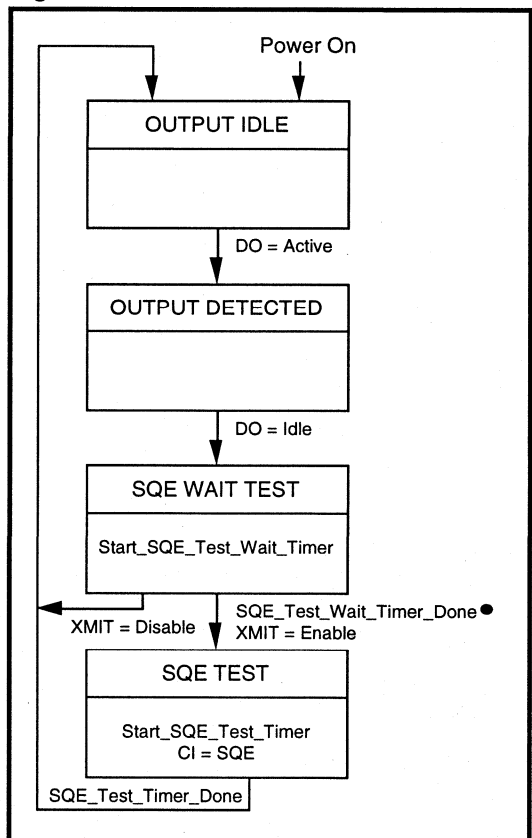 Power On
OUTPUT IDLE
DO = Active
OUTPUT DETECTED
DO = Idle
SQE WAIT TEST
Start_SQE_Test_Wait_Timer
XMIT = Disable
SQE_Test_Wait_Timer_Done ●
XMIT = Enable
SQE TEST
Start_SQE_Test_Timer
CI = SQE
SQE_Test_Timer_Done